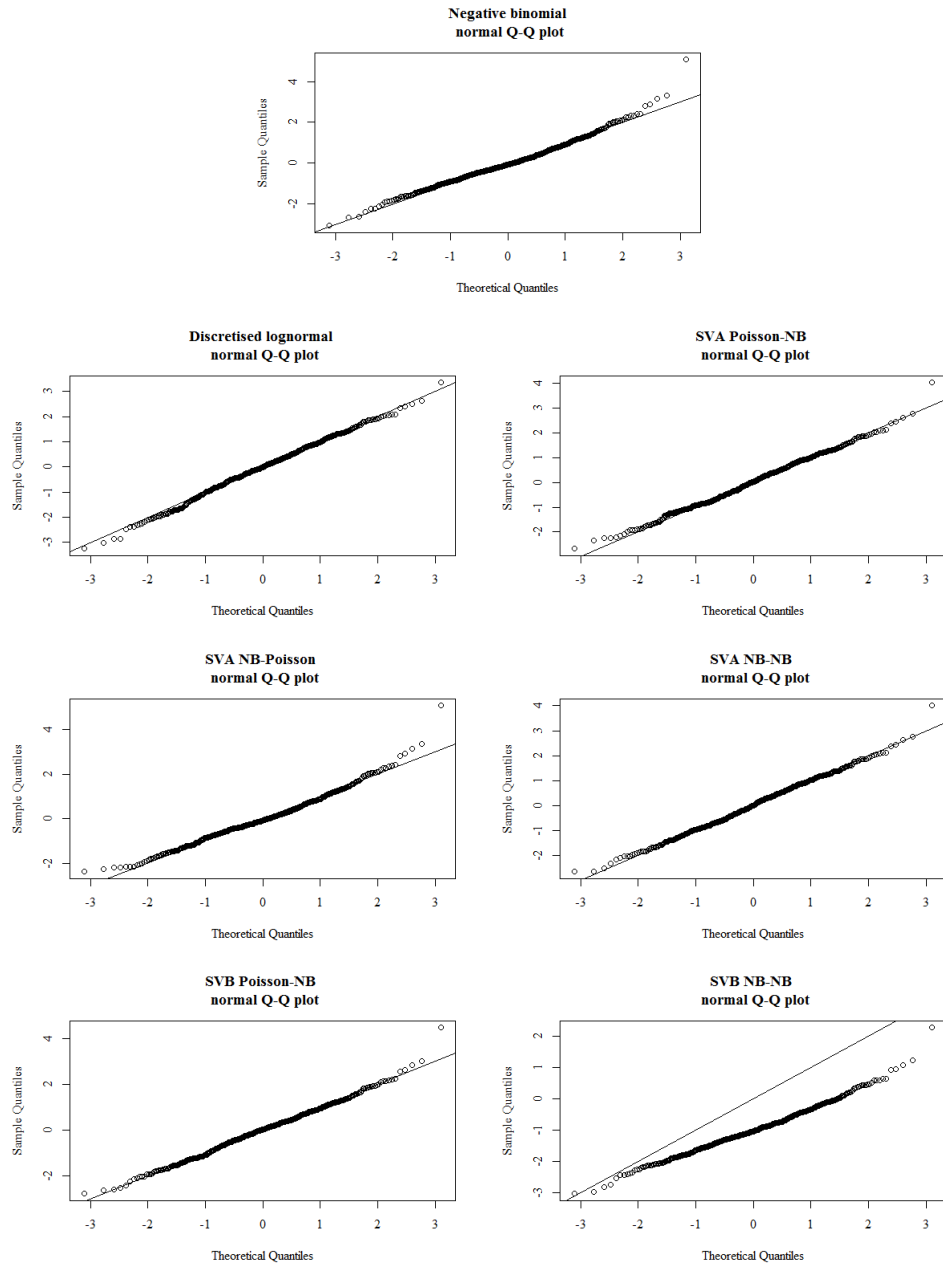 Negative binomial
normal Q-Q plot
Sample Quantiles
4
2
0
-2
-3 -2 -1 0 1 2 3
Theoretical Quantiles
Discretised lognormal
normal Q-Q plot
Sample Quantiles
3
2
1
0
-1
-2
-3
-3 -2 -1 0 1 2 3
Theoretical Quantiles
SVA Poisson-NB
normal Q-Q plot
Sample Quantiles
4
3
2
1
0
-1
-2
-3 -2 -1 0 1 2 3
Theoretical Quantiles
SVA NB-Poisson
normal Q-Q plot
Sample Quantiles
4
2
0
-2
-3 -2 -1 0 1 2 3
Theoretical Quantiles
SVA NB-NB
normal Q-Q plot
Sample Quantiles
4
3
2
1
0
-1
-2
-3 -2 -1 0 1 2 3
Theoretical Quantiles
SVB Poisson-NB
normal Q-Q plot
Sample Quantiles
4
2
0
-2
-3 -2 -1 0 1 2 3
Theoretical Quantiles
SVB NB-NB
normal Q-Q plot
Sample Quantiles
2
1
0
-1
-2
-3
-3 -2 -1 0 1 2 3
Theoretical Quantiles